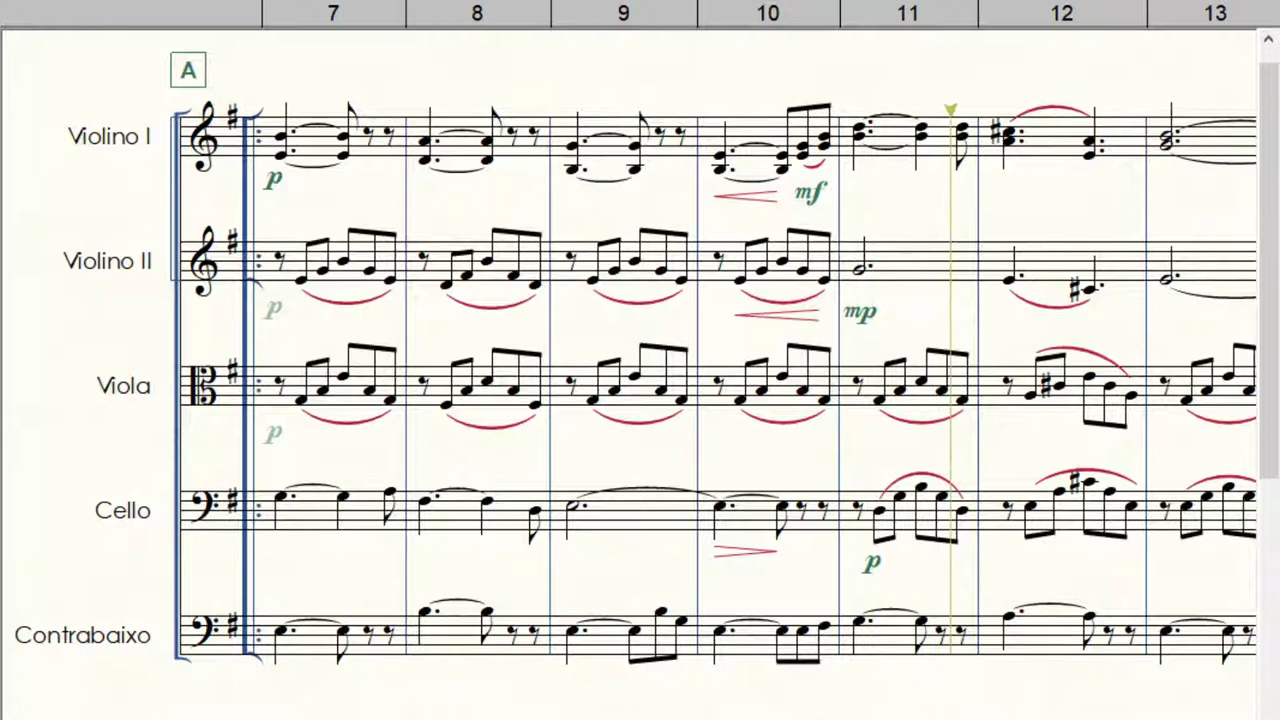 7 8 9 10 11 12 13
A
Violino I
p mf
Violino II
p mp
Viola
p
Cello
p
Contrabaixo